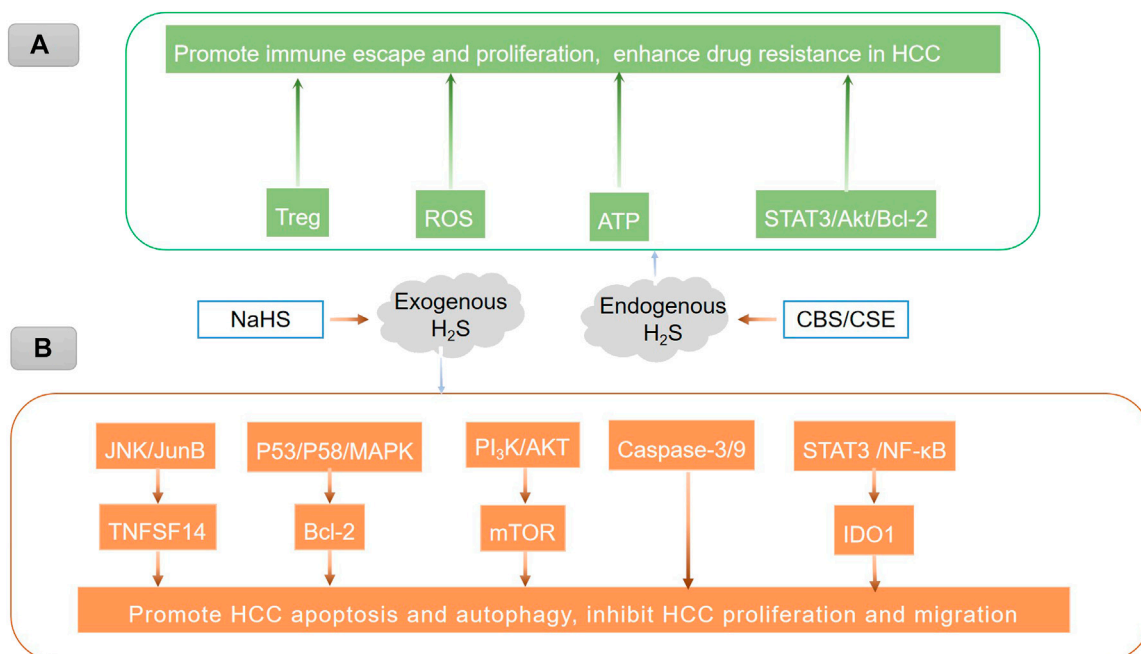 A
Promote immune escape and proliferation, enhance drug resistance in HCC
Treg
ROS
ATP
STAT3/Akt/Bcl-2
NaHS
Exogenous
H₂S
Endogenous
H₂S
CBS/CSE
B
JNK/JunB
P53/P58/MAPK
PI₃K/AKT
Caspase-3/9
STAT3 /NF-κB
TNFSF14
Bcl-2
mTOR
IDO1
Promote HCC apoptosis and autophagy, inhibit HCC proliferation and migration